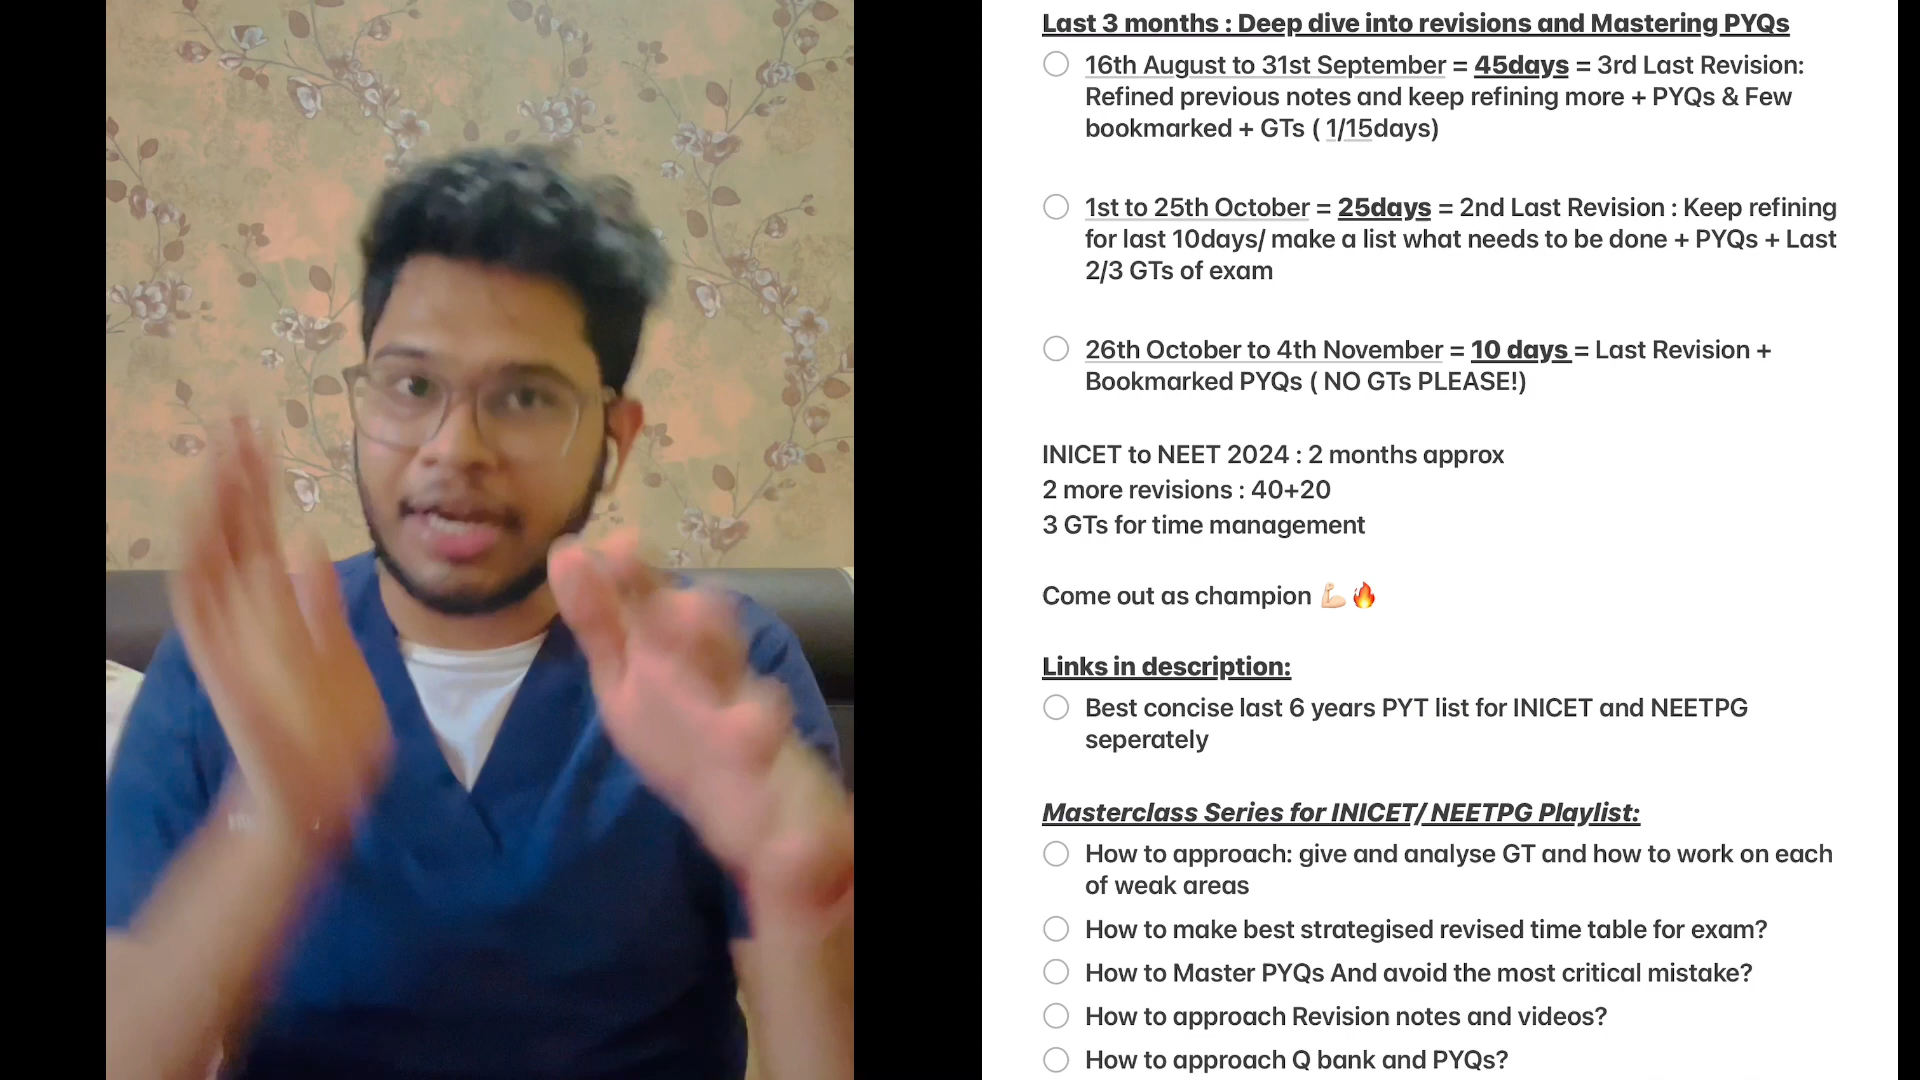 Last 3 months : Deep dive into revisions and Mastering PYQs
16th August to 31st September = 45days = 3rd Last Revision:
Refined previous notes and keep refining more + PYQs & Few
bookmarked + GTs ( 1/15days)
1st to 25th October = 25days = 2nd Last Revision : Keep refining
for last 10days/ make a list what needs to be done + PYQs + Last
2/3 GTs of exam
26th October to 4th November = 10 days = Last Revision +
Bookmarked PYQs ( NO GTs PLEASE!)
INICET to NEET 2024 : 2 months approx
2 more revisions : 40+20
3 GTs for time management
Come out as champion 💪🏻🔥
Links in description:
Best concise last 6 years PYT list for INICET and NEETPG
seperately
Masterclass Series for INICET/ NEETPG Playlist:
How to approach: give and analyse GT and how to work on each
of weak areas
How to make best strategised revised time table for exam?
How to Master PYQs And avoid the most critical mistake?
How to approach Revision notes and videos?
How to approach Q bank and PYQs?